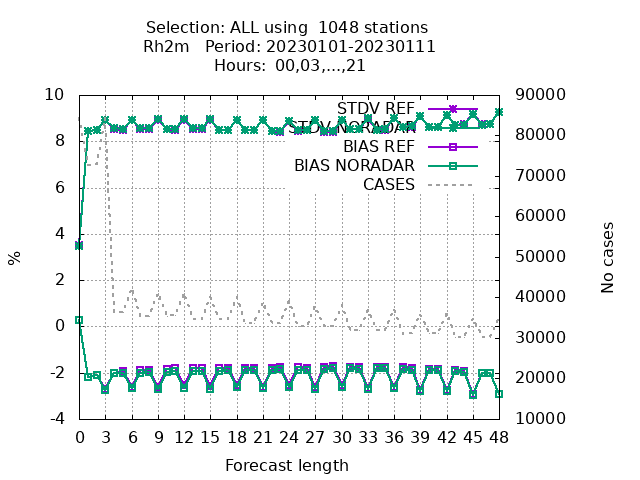 Selection: ALL using  1048 stations
Rh2m   Period: 20230101-20230111
Hours:  00,03,...,21
STDV REF
STDV NORADAR
BIAS REF
BIAS NORADAR
CASES
%
10
8
6
4
2
0
-2
-4
90000
80000
70000
60000
50000
40000
30000
20000
10000
No cases
0 3 6 9 12 15 18 21 24 27 30 33 36 39 42 45 48
Forecast length